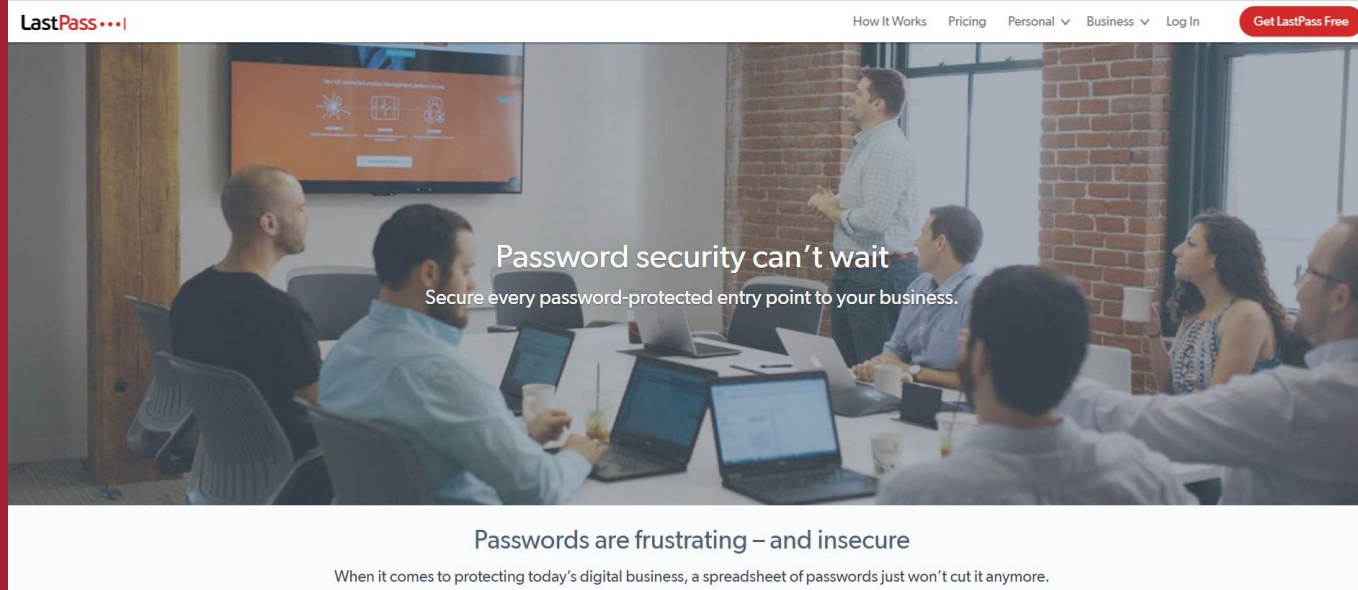 LastPass
How It Works Pricing Personal Business Log In Get LastPass Free
Password security can't wait
Secure every password-protected entry point to your business.
Passwords are frustrating – and insecure
When it comes to protecting today's digital business, a spreadsheet of passwords just won't cut it anymore.